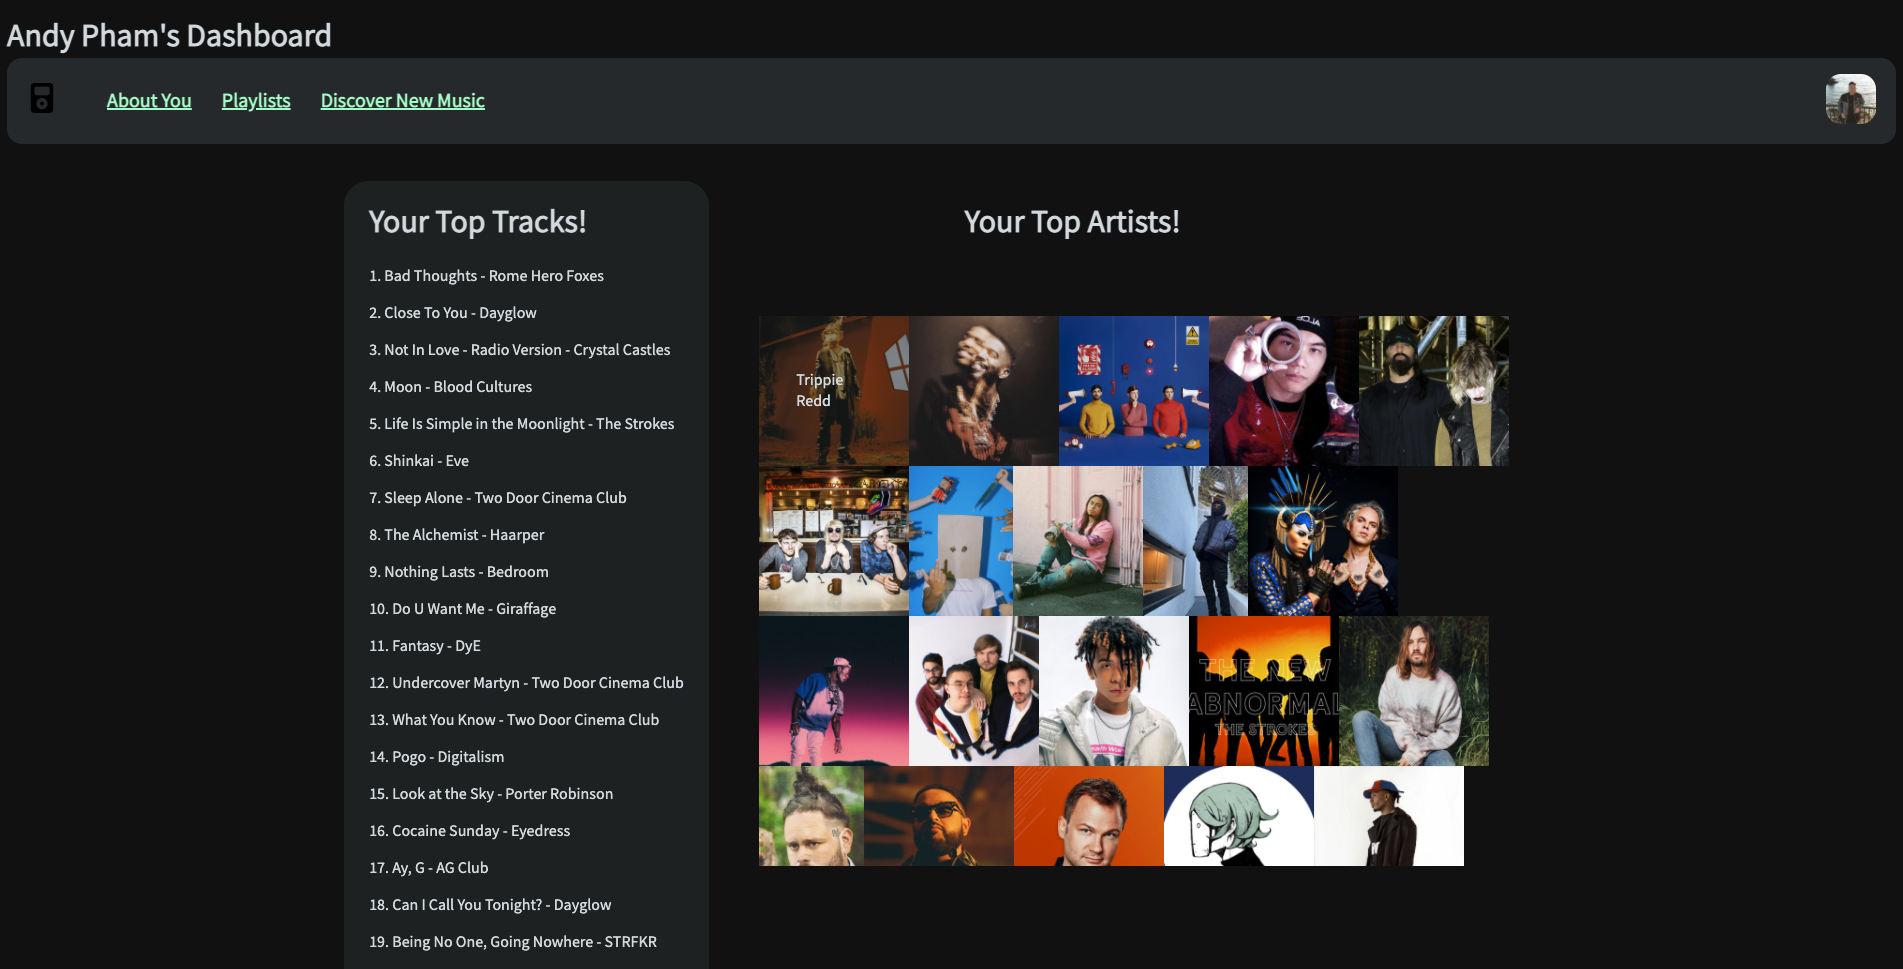 Andy Pham's Dashboard
About You
Playlists
Discover New Music
Your Top Tracks!
1. Bad Thoughts - Rome Hero Foxes
2. Close To You - Dayglow
3. Not In Love - Radio Version - Crystal Castles
4. Moon - Blood Cultures
5. Life Is Simple in the Moonlight - The Strokes
6. Shinkai - Eve
7. Sleep Alone - Two Door Cinema Club
8. The Alchemist - Haarper
9. Nothing Lasts - Bedroom
10. Do U Want Me - Giraffage
11. Fantasy - DyE
12. Undercover Martyn - Two Door Cinema Club
13. What You Know - Two Door Cinema Club
14. Pogo - Digitalism
15. Look at the Sky - Porter Robinson
16. Cocaine Sunday - Eyedress
17. Ay, G - AG Club
18. Can I Call You Tonight? - Dayglow
19. Being No One, Going Nowhere - STRFKR
Your Top Artists!
Trippie
Redd
THE NEW
ABNORMAL
THE STROKES